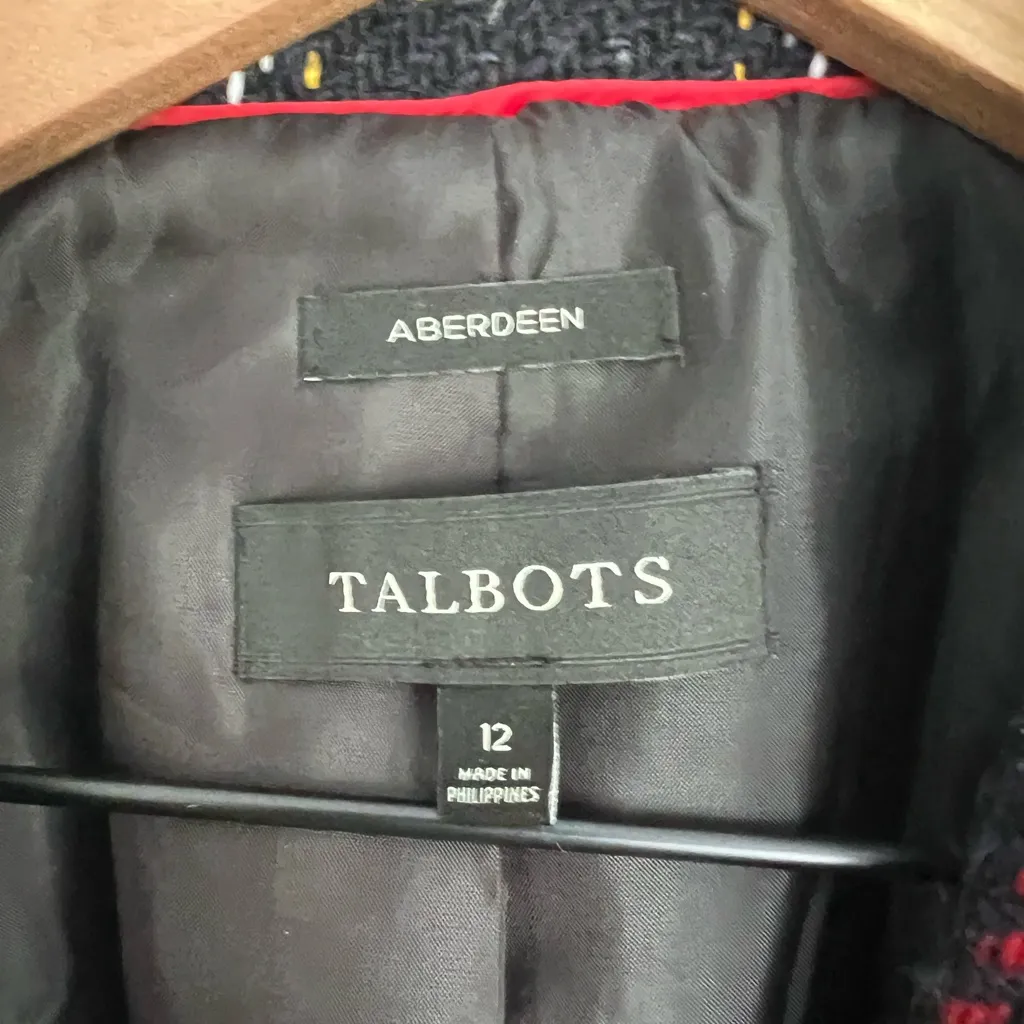 ABERDEEN
TALBOTS
12
MADE IN
PHILIPPINES